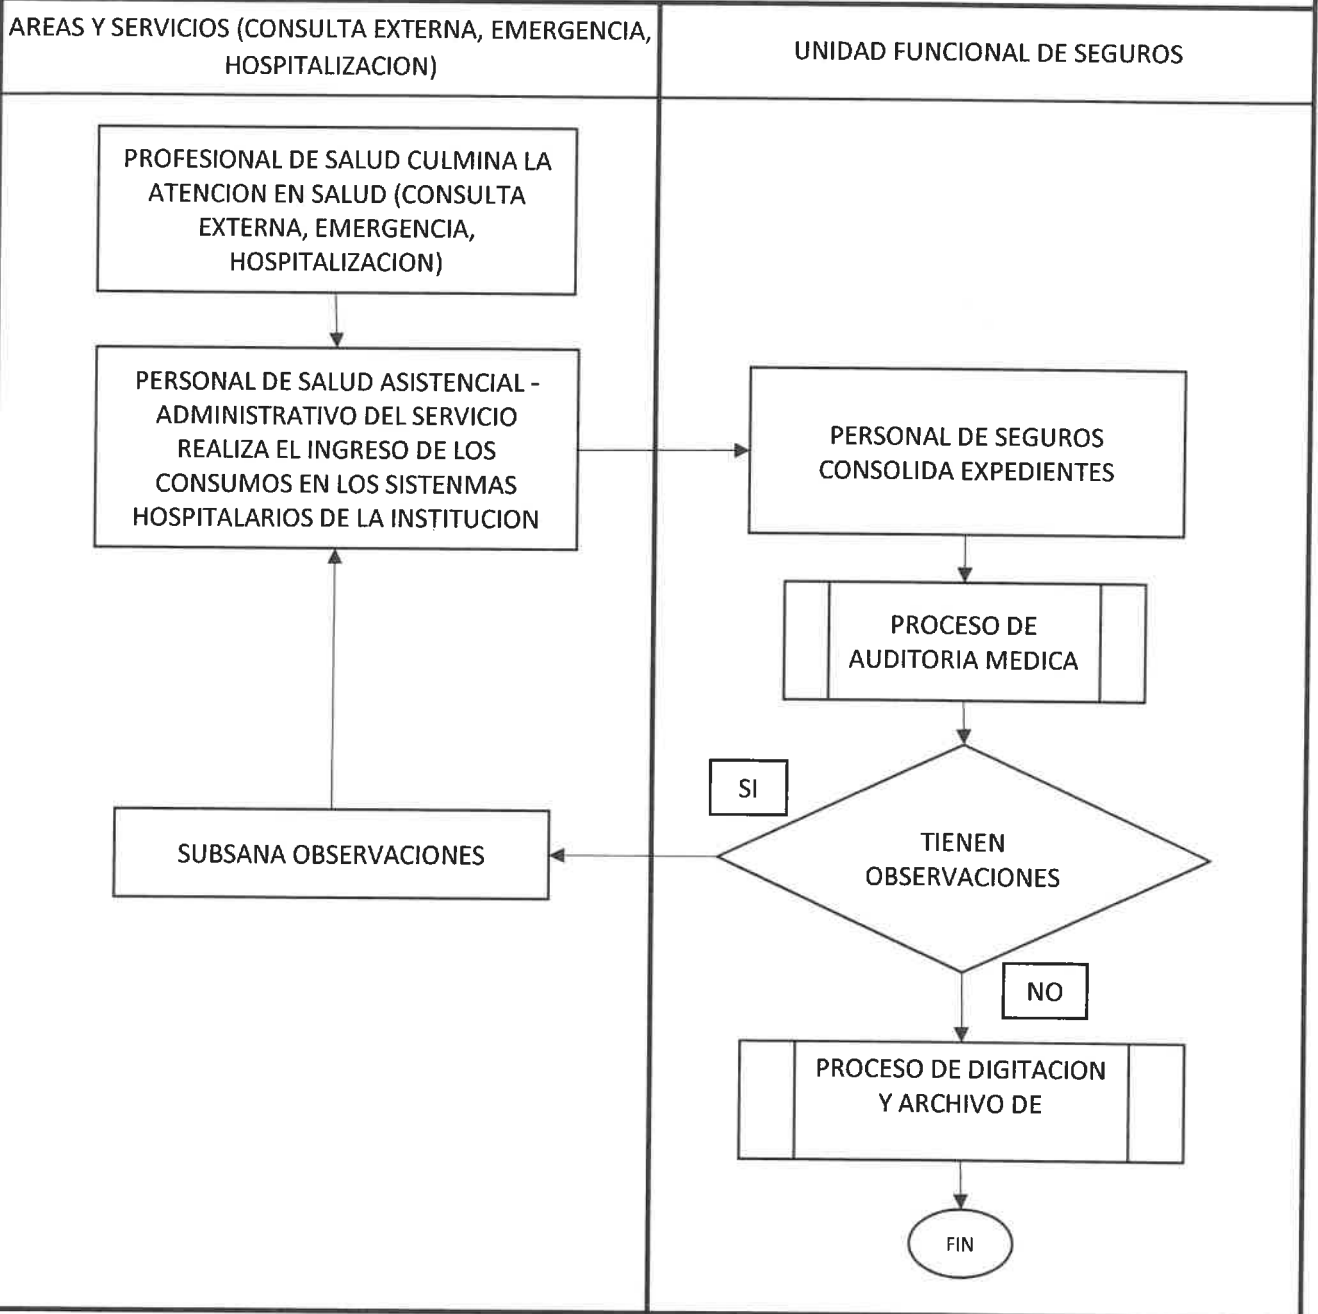 AREAS Y SERVICIOS (CONSULTA EXTERNA, EMERGENCIA,
HOSPITALIZACION)
UNIDAD FUNCIONAL DE SEGUROS
PROFESIONAL DE SALUD CULMINA LA
ATENCION EN SALUD (CONSULTA
EXTERNA, EMERGENCIA,
HOSPITALIZACION)
PERSONAL DE SALUD ASISTENCIAL -
ADMINISTRATIVO DEL SERVICIO
REALIZA EL INGRESO DE LOS
CONSUMOS EN LOS SISTENMAS
HOSPITALARIOS DE LA INSTITUCION
PERSONAL DE SEGUROS
CONSOLIDA EXPEDIENTES
PROCESO DE
AUDITORIA MEDICA
SI
TIENEN
OBSERVACIONES
SUBSANA OBSERVACIONES
NO
PROCESO DE DIGITACION
Y ARCHIVO DE
FIN